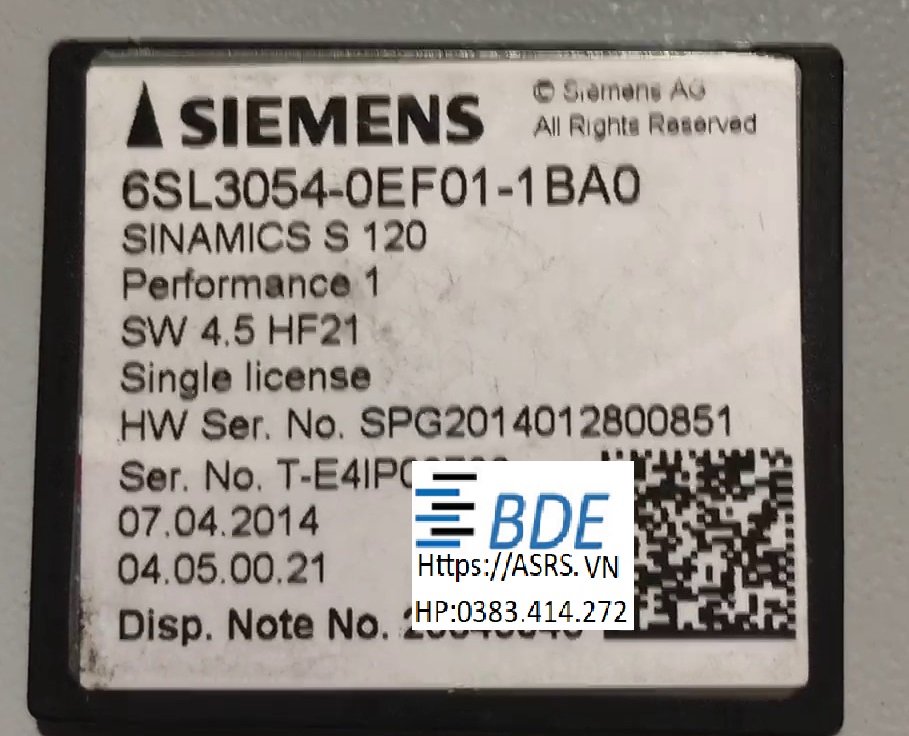 SIEMENS
© Siemens AG
All Rights Reserved
6SL3054-0EF01-1BA0
SINAMICS S 120
Performance 1
SW 4.5 HF21
Single license
HW Ser. No. SPG2014012800851
Ser. No.
07.04.2014
04.05.00.21
Disp. Note No.
BDE
Https://ASRS.VN
HP:0383.414.272